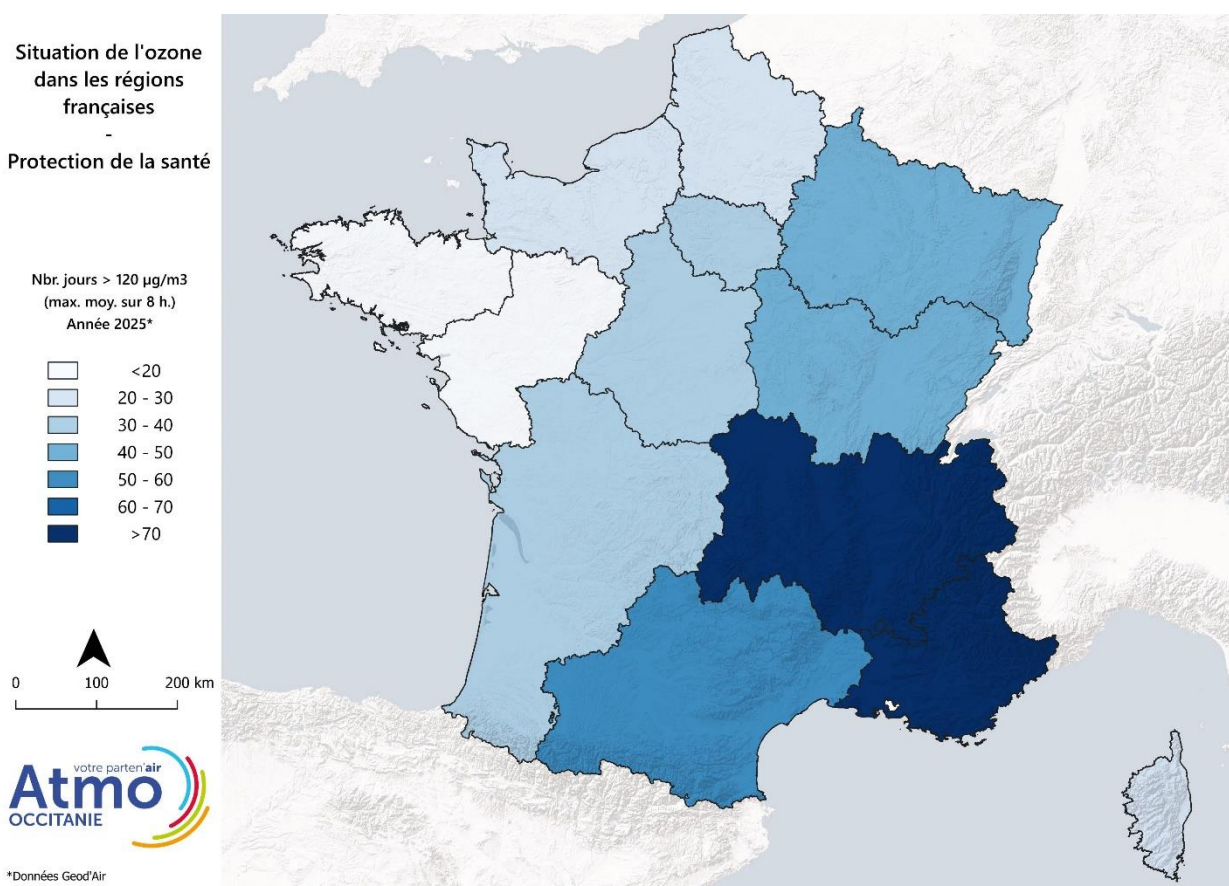 Situation de l'ozone
dans les régions
françaises
-
Protection de la santé
Nbr. jours > 120 µg/m3
(max. moy. sur 8 h.)
Année 2025*
<20
20 - 30
30 - 40
40 - 50
50 - 60
60 - 70
>70
0 100 200 km
votre parten'air
Atmo
OCCITANIE
*Données Geod'Air